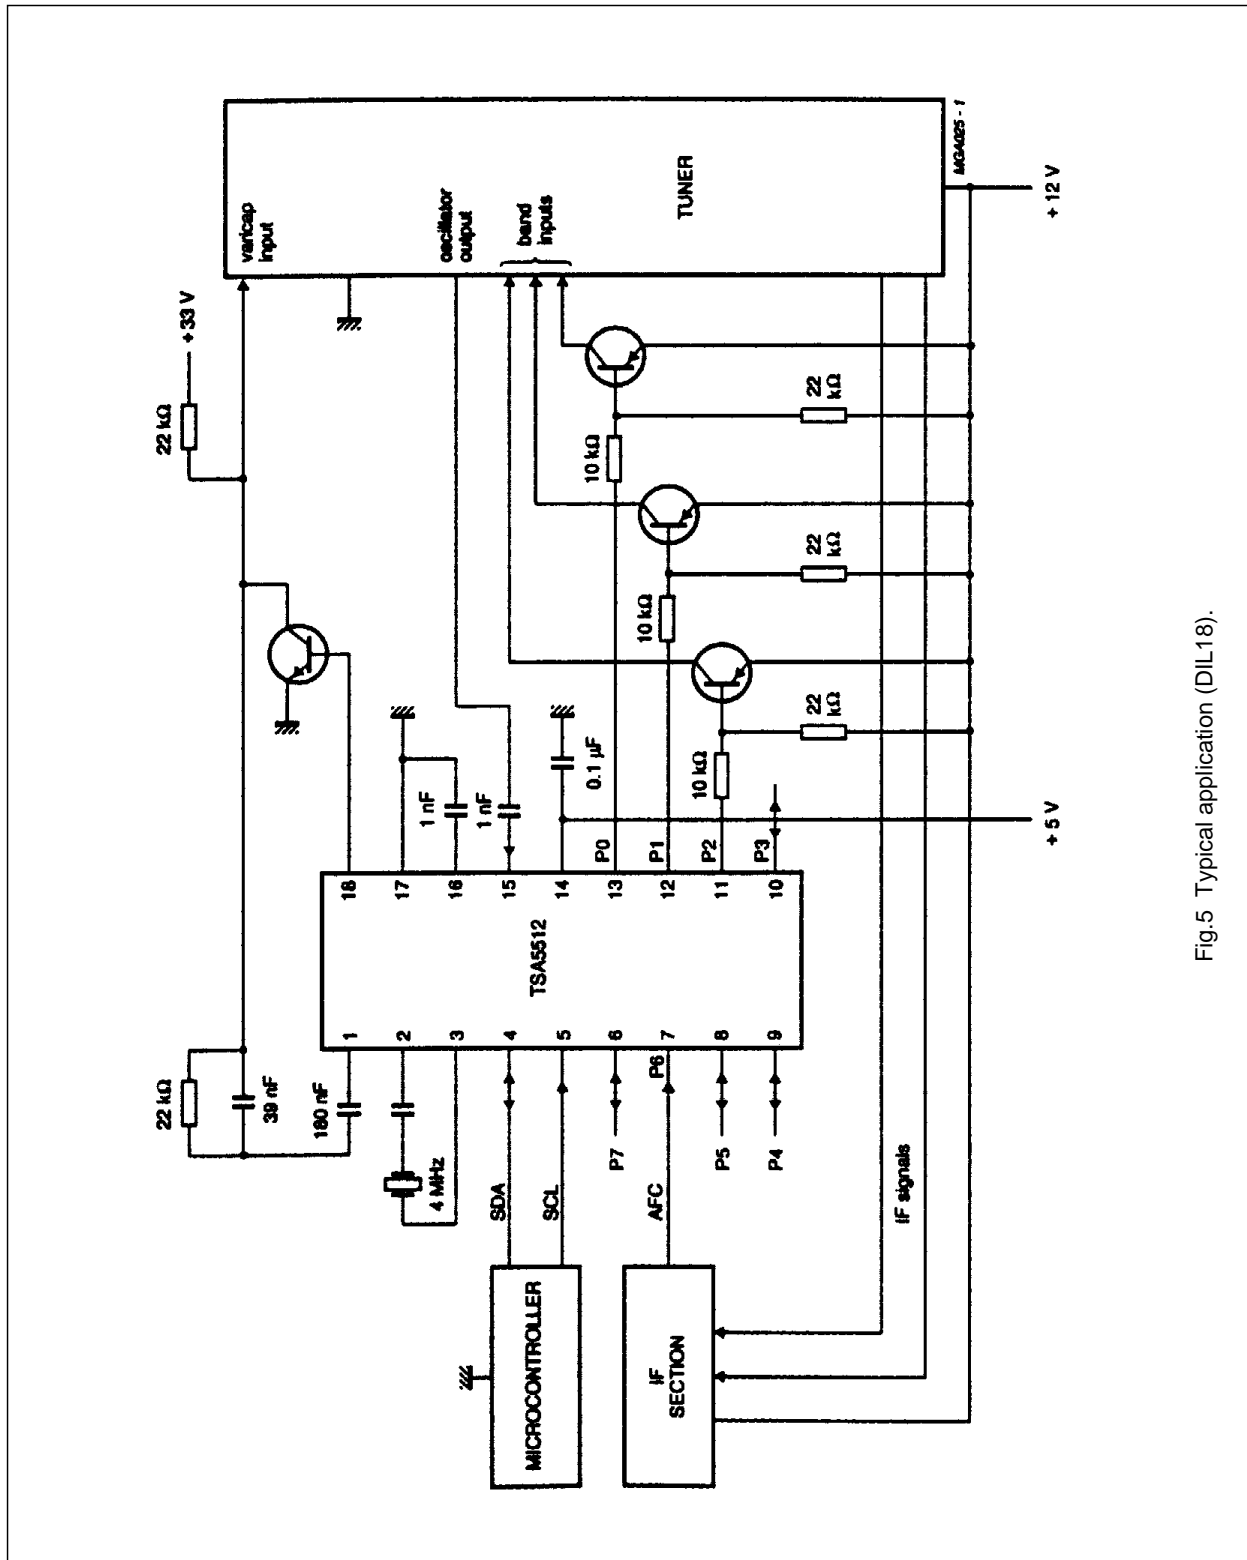 22 kΩ
+ 33 V
varicap
input
22 kΩ
39 nF
180 nF
1
18
2
17
4 MHz
1 nF
3
16
oscillator
output
SDA
4
1 nF
15
TSA5512
SCL
5
14
0.1 μF
band
inputs
MICROCONTROLLER
P7
6
13
P0
10 kΩ
AFC
P6
7
12
P1
10 kΩ
TUNER
IF
SECTION
P5
8
11
P2
10 kΩ
P4
9
10
P3
22
kΩ
22
kΩ
22
kΩ
IF signals
MGA025 - 1
+ 5 V
+ 12 V
Fig.5 Typical application (DIL18).